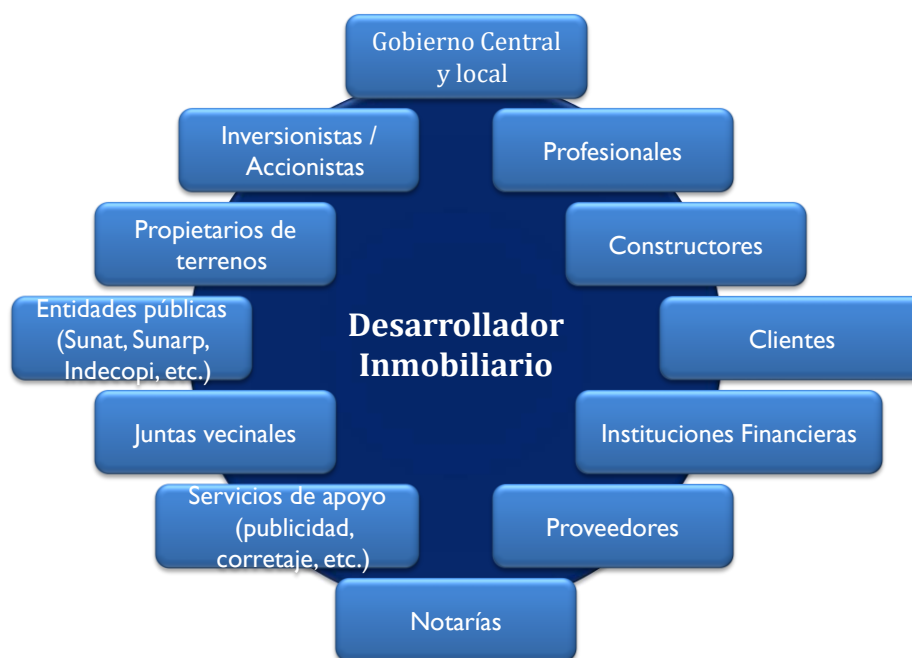 Gobierno Central
y local
Inversionistas /
Accionistas
Profesionales
Propietarios de
terrenos
Constructores
Entidades públicas
(Sunat, Sunarp,
Indecopi, etc.)
Desarrollador
Inmobiliario
Clientes
Juntas vecinales
Instituciones Financieras
Servicios de apoyo
(publicidad,
corretaje, etc.)
Proveedores
Notarías